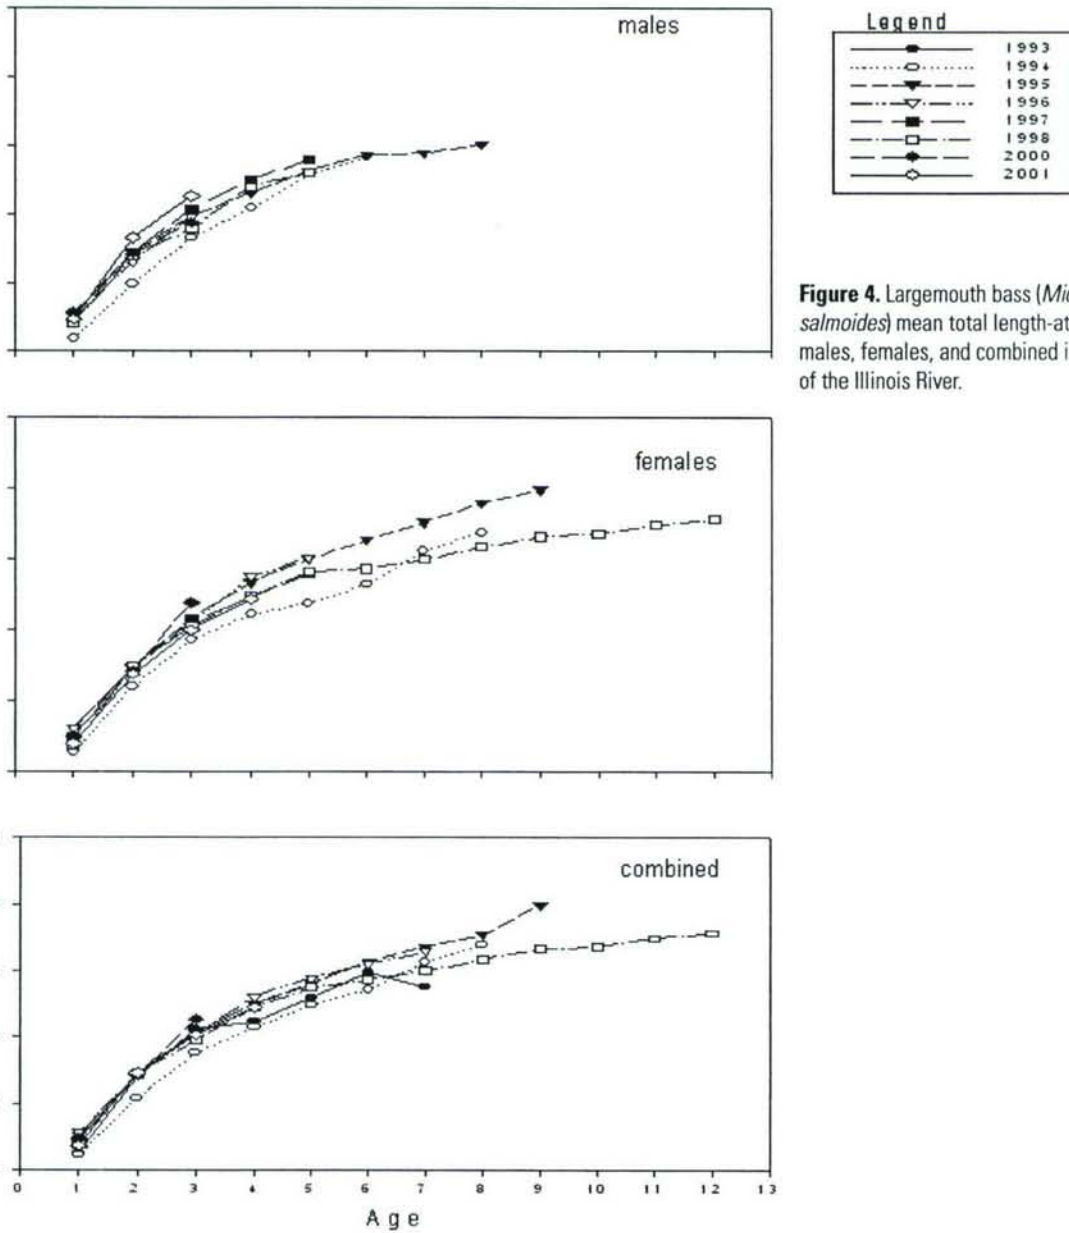 males
Legend
1993
1994
1995
1996
1997
1998
2000
2001
Figure 4. Largemouth bass (Mic
salmoides) mean total length-at
males, females, and combined i
of the Illinois River.
females
combined
0 1 2 3 4 5 6 7 8 9 10 11 12 13
Age